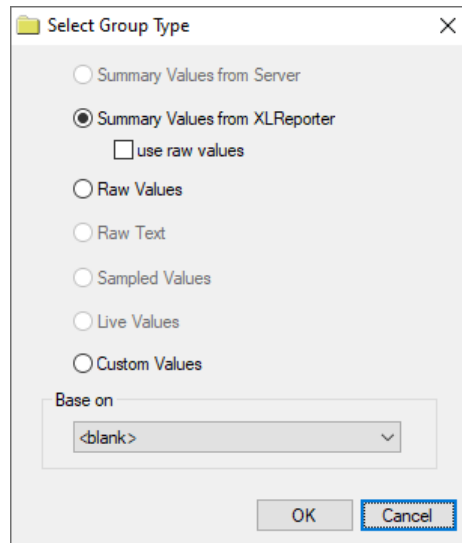 Select Group Type
Summary Values from Server
Summary Values from XLReporter
use raw values
Raw Values
Raw Text
Sampled Values
Live Values
Custom Values
Base on
<blank>
OK
Cancel